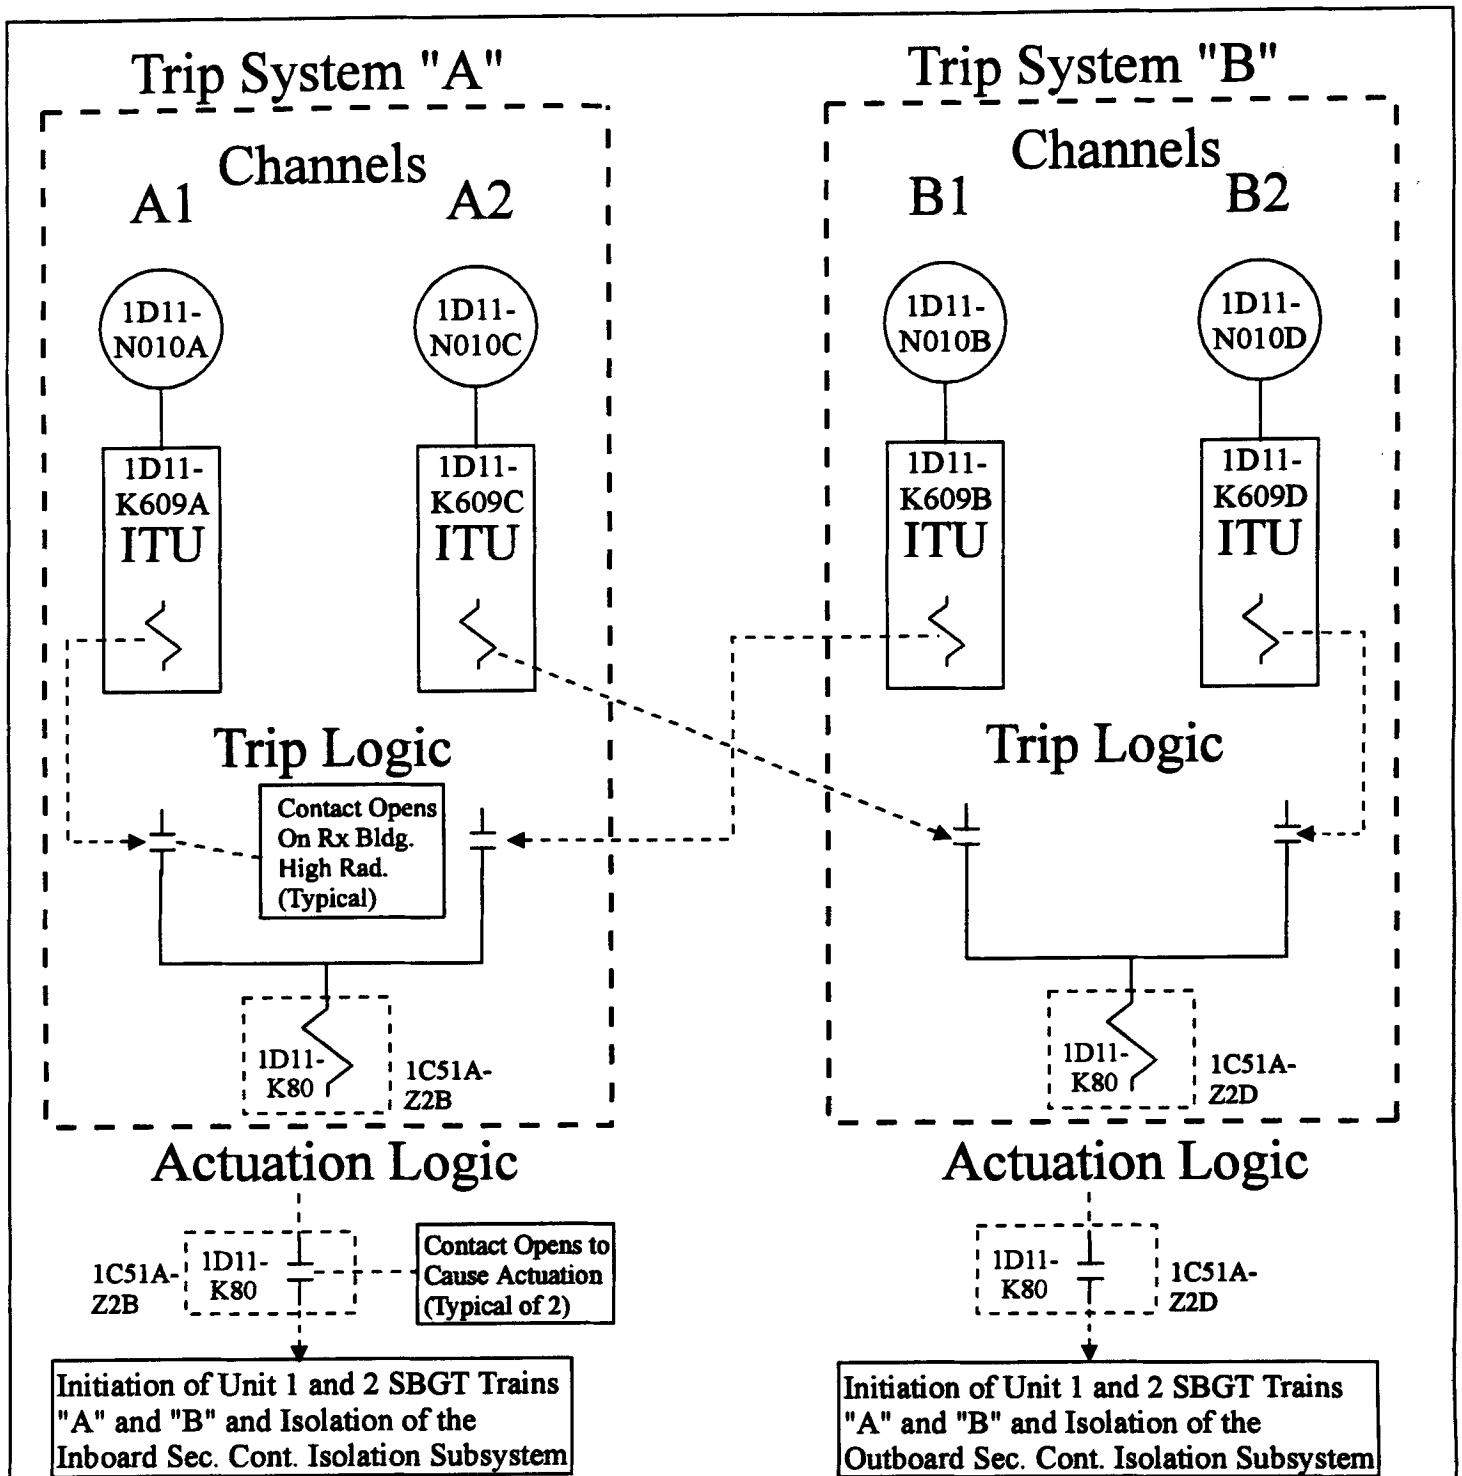 Trip System "A"
Trip System "B"
Channels
Channels
A1
A2
B1
B2
1D11-
N010A
1D11-
N010C
1D11-
N010B
1D11-
N010D
1D11-
K609A
ITU
1D11-
K609C
ITU
1D11-
K609B
ITU
1D11-
K609D
ITU
Trip Logic
Trip Logic
Contact Opens
On Rx Bldg.
High Rad.
(Typical)
1D11-
K80
1C51A-
Z2B
1D11-
K80
1C51A-
Z2D
Actuation Logic
Actuation Logic
1C51A-
Z2B
1D11-
K80
Contact Opens to
Cause Actuation
(Typical of 2)
1D11-
K80
1C51A-
Z2D
Initiation of Unit 1 and 2 SBGT Trains
"A" and "B" and Isolation of the
Inboard Sec. Cont. Isolation Subsystem
Initiation of Unit 1 and 2 SBGT Trains
"A" and "B" and Isolation of the
Outboard Sec. Cont. Isolation Subsystem